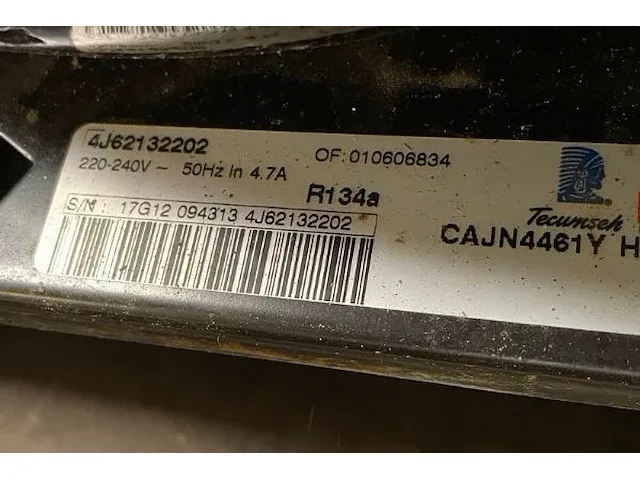 4J62132202
OF: 010606834
220-240V ~ 50Hz In 4.7A
R134a
S/N: 17G12 094313 4J62132202
Tecumseh
CAJN4461Y H